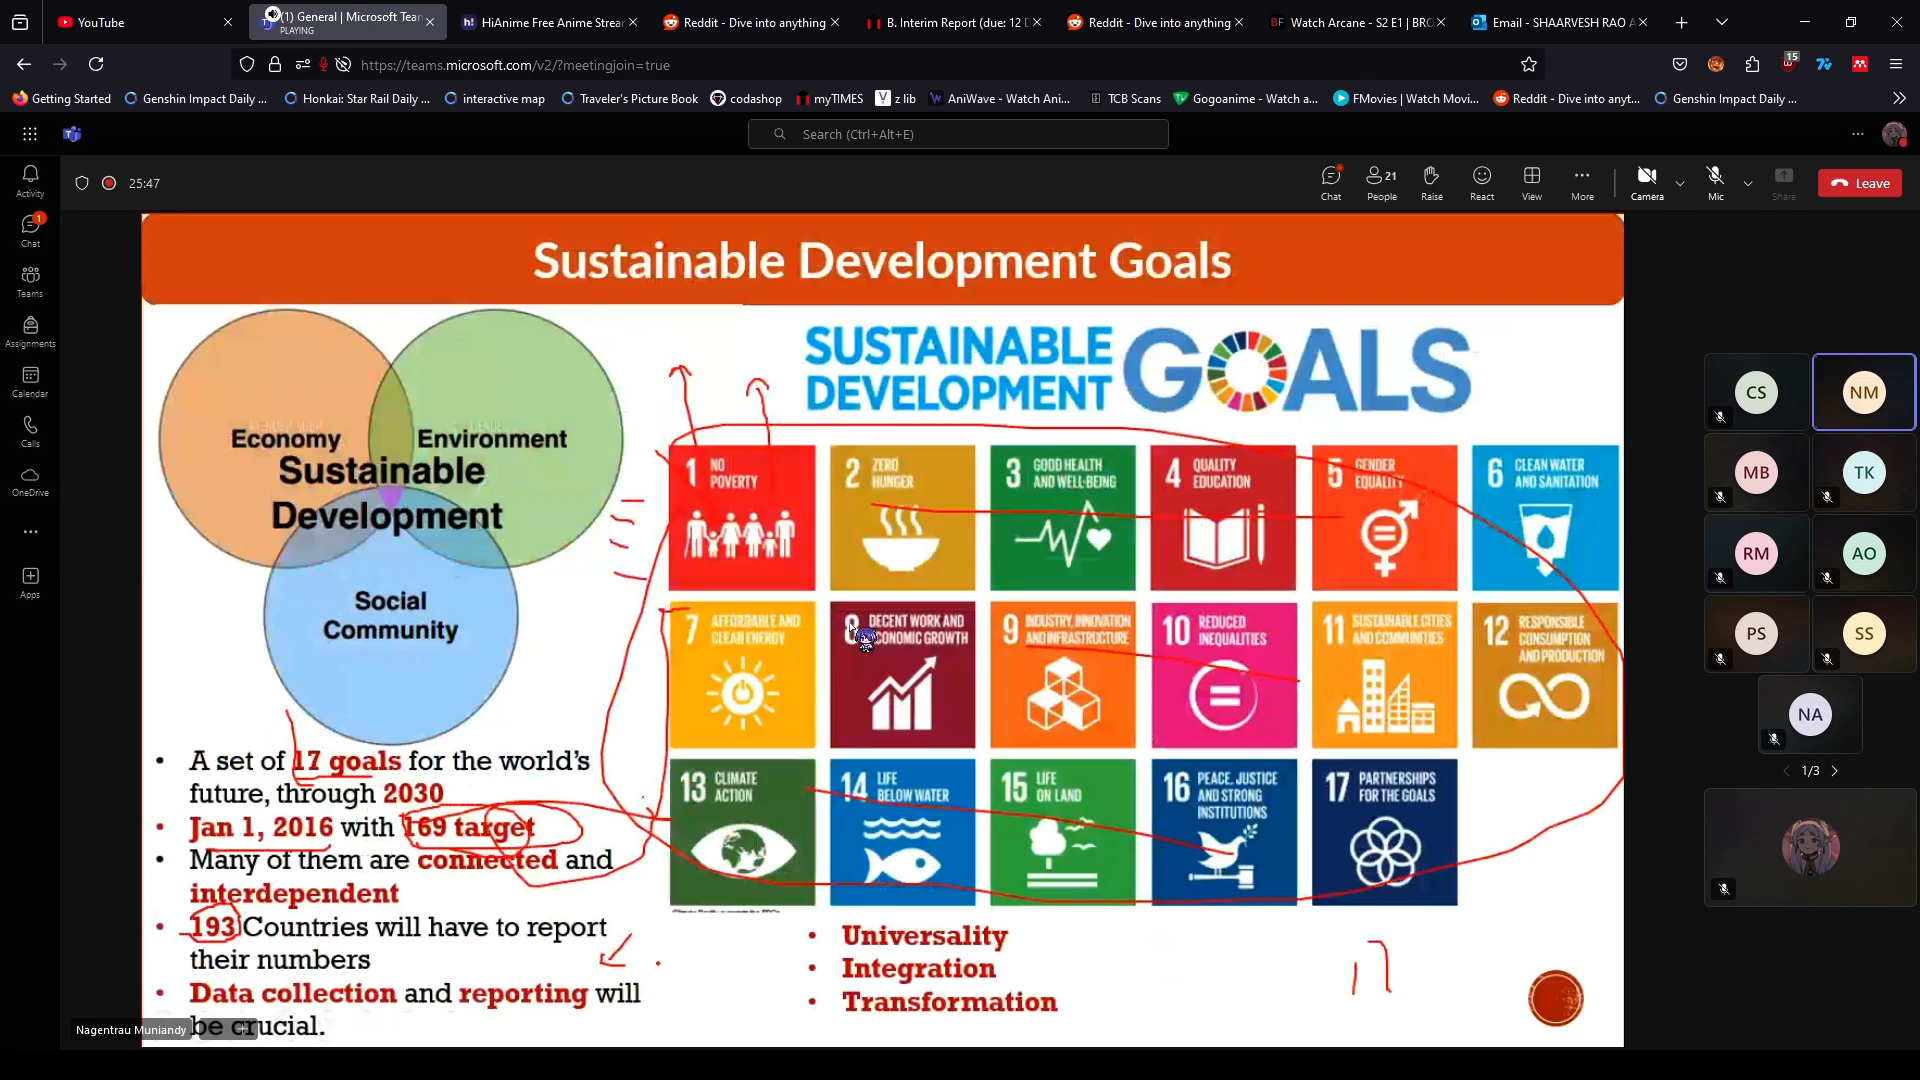 YouTube
(1) General | Microsoft Team
PLAYING
HiAnime Free Anime Strear
Reddit - Dive into anything
B. Interim Report (due: 12 D
Reddit - Dive into anything
Watch Arcane - S2 E1 | BRO
Email - SHAARVESH RAO A
https://teams.microsoft.com/v2/?meetingjoin=true
15
Getting Started
Genshin Impact Daily ...
Honkai: Star Rail Daily ...
interactive map
Traveler's Picture Book
codashop
myTIMES
z lib
AniWave - Watch Ani...
TCB Scans
Gogoanime - Watch a...
FMovies | Watch Movi...
Reddit - Dive into anyt...
Genshin Impact Daily ...
Search (Ctrl+Alt+E)
Activity
1
Chat
Teams
Assignments
Calendar
Calls
OneDrive
Apps
25:47
Chat
21
People
Raise
React
View
More
Camera
Mic
Share
Leave
Sustainable Development Goals
Economy
Environment
Sustainable
Development
Social
Community
• A set of 17 goals for the world's
future, through 2030
• Jan 1, 2016 with 169 target
• Many of them are connected and
interdependent
• 193 Countries will have to report
their numbers
• Data collection and reporting will
be crucial.
SUSTAINABLE
DEVELOPMENT
GOALS
1 NO
POVERTY
2 ZERO
HUNGER
3 GOOD HEALTH
AND WELL-BEING
4 QUALITY
EDUCATION
5 GENDER
EQUALITY
6 CLEAN WATER
AND SANITATION
7 AFFORDABLE AND
CLEAN ENERGY
8 DECENT WORK AND
ECONOMIC GROWTH
9 INDUSTRY, INNOVATION
AND INFRASTRUCTURE
10 REDUCED
INEQUALITIES
11 SUSTAINABLE CITIES
AND COMMUNITIES
12 RESPONSIBLE
CONSUMPTION
AND PRODUCTION
13 CLIMATE
ACTION
14 LIFE
BELOW WATER
15 LIFE
ON LAND
16 PEACE, JUSTICE
AND STRONG
INSTITUTIONS
17 PARTNERSHIPS
FOR THE GOALS
• Universality
• Integration
• Transformation
17
Nagentrau Muniandy
CS
NM
MB
TK
RM
AO
PS
SS
NA
1/3